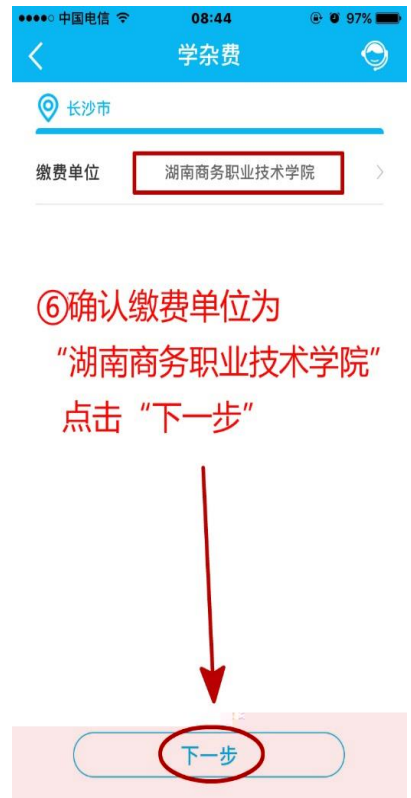 中国电信 08:44 97%
学杂费
长沙市
缴费单位 湖南商务职业技术学院
⑥确认缴费单位为
“湖南商务职业技术学院”
点击“下一步”
下一步